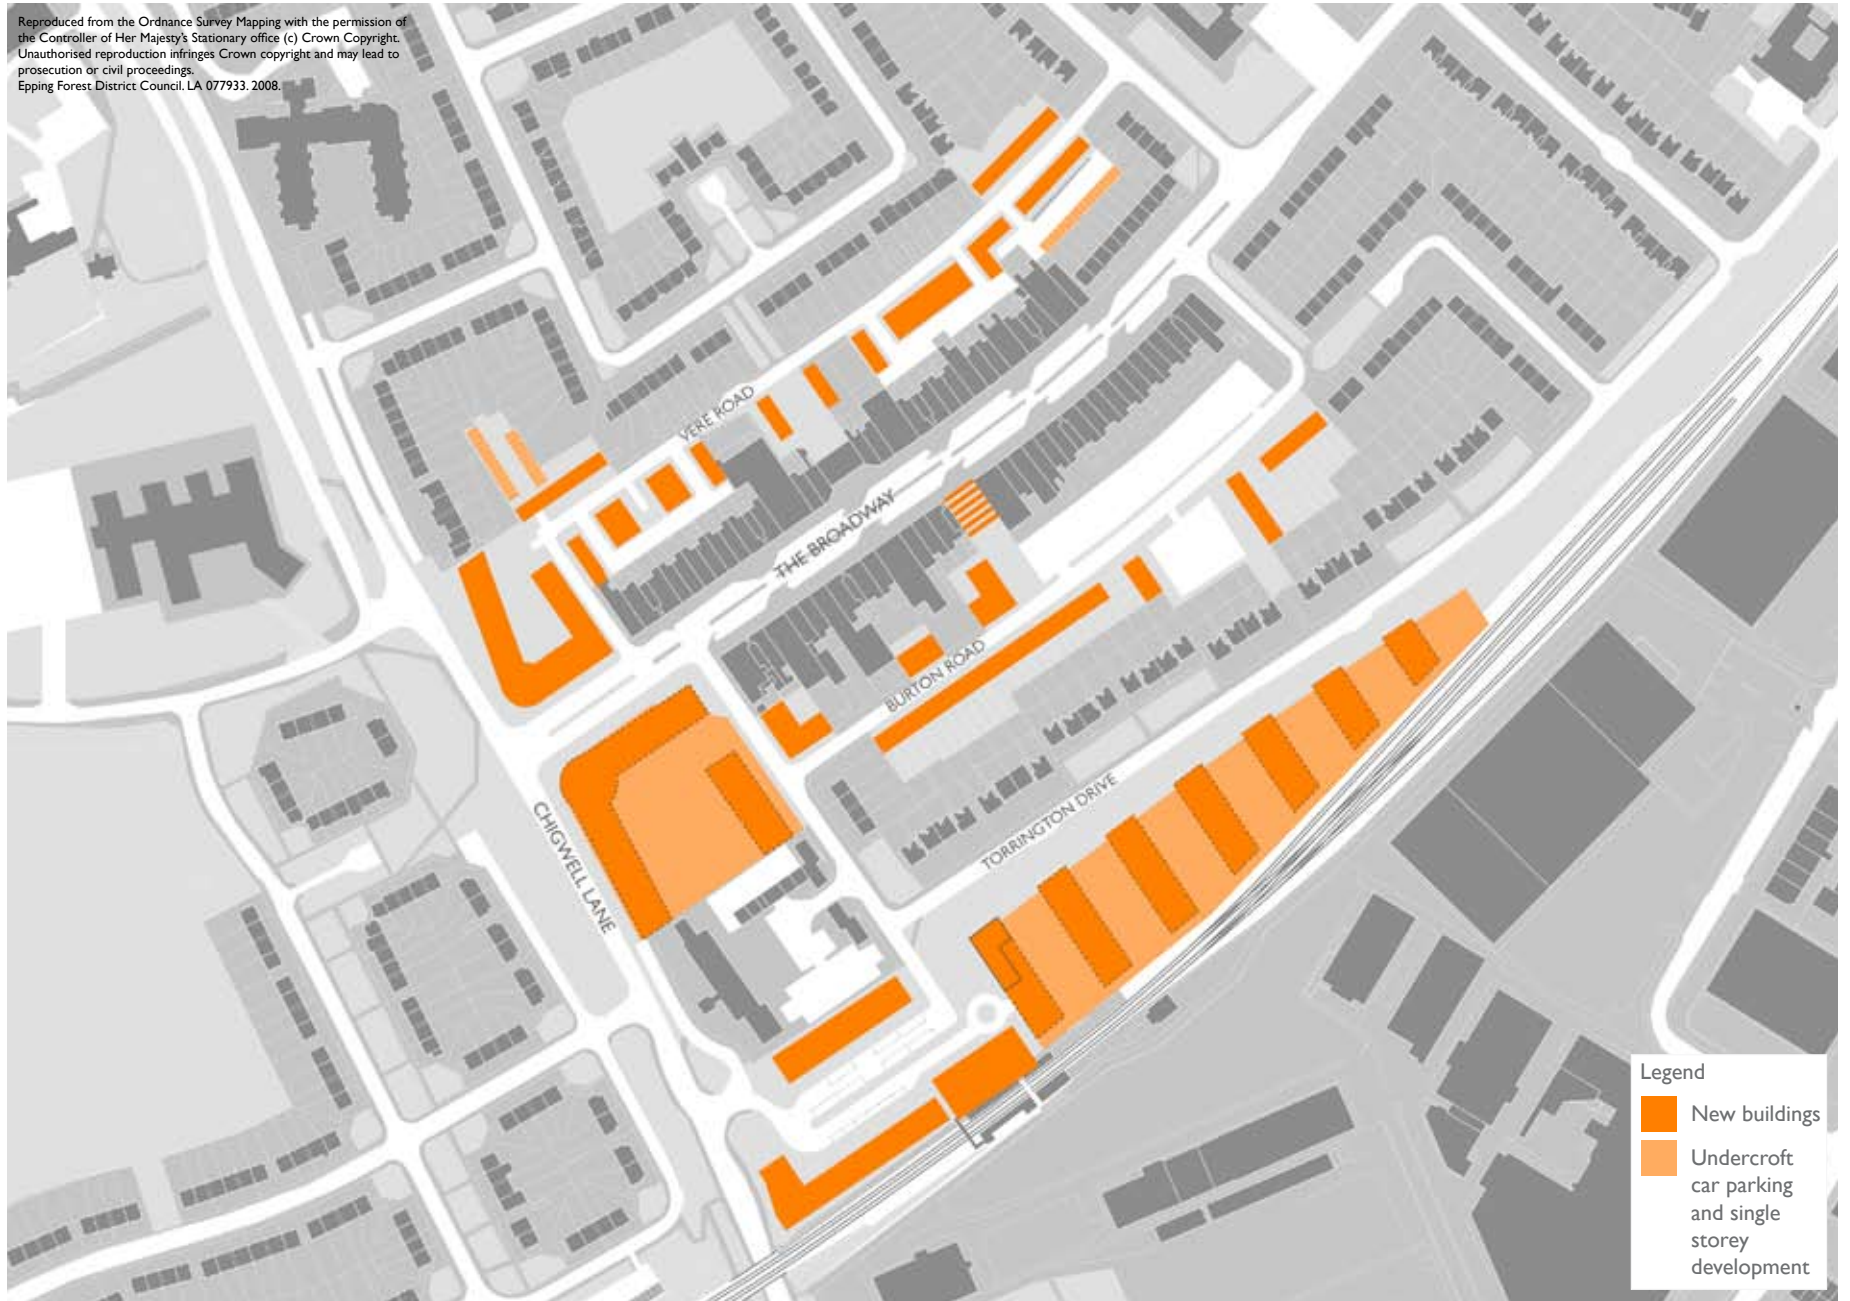 Reproduced from the Ordnance Survey Mapping with the permission of
the Controller of Her Majesty's Stationary office (c) Crown Copyright.
Unauthorised reproduction infringes Crown copyright and may lead to
prosecution or civil proceedings.
Epping Forest District Council. LA 077933. 2008.
VERE ROAD
THE BROADWAY
BURTON ROAD
TORRINGTON DRIVE
CHIGWELL LANE
Legend
New buildings
Undercroft
car parking
and single
storey
development